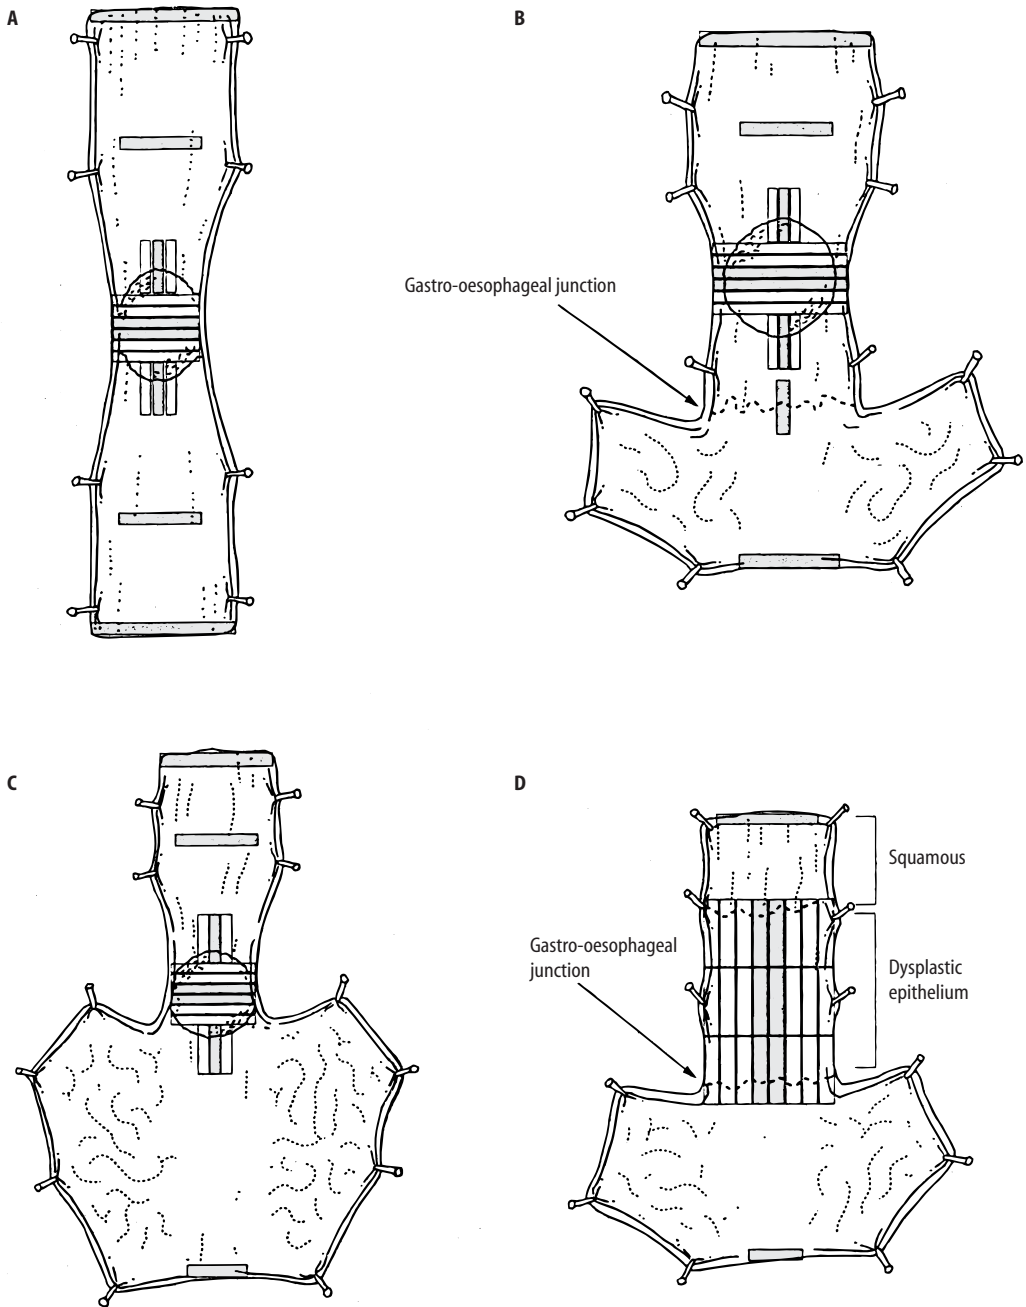 A
B
Gastro-oesophageal junction
C
D
Squamous
Gastro-oesophageal
junction
Dysplastic
epithelium